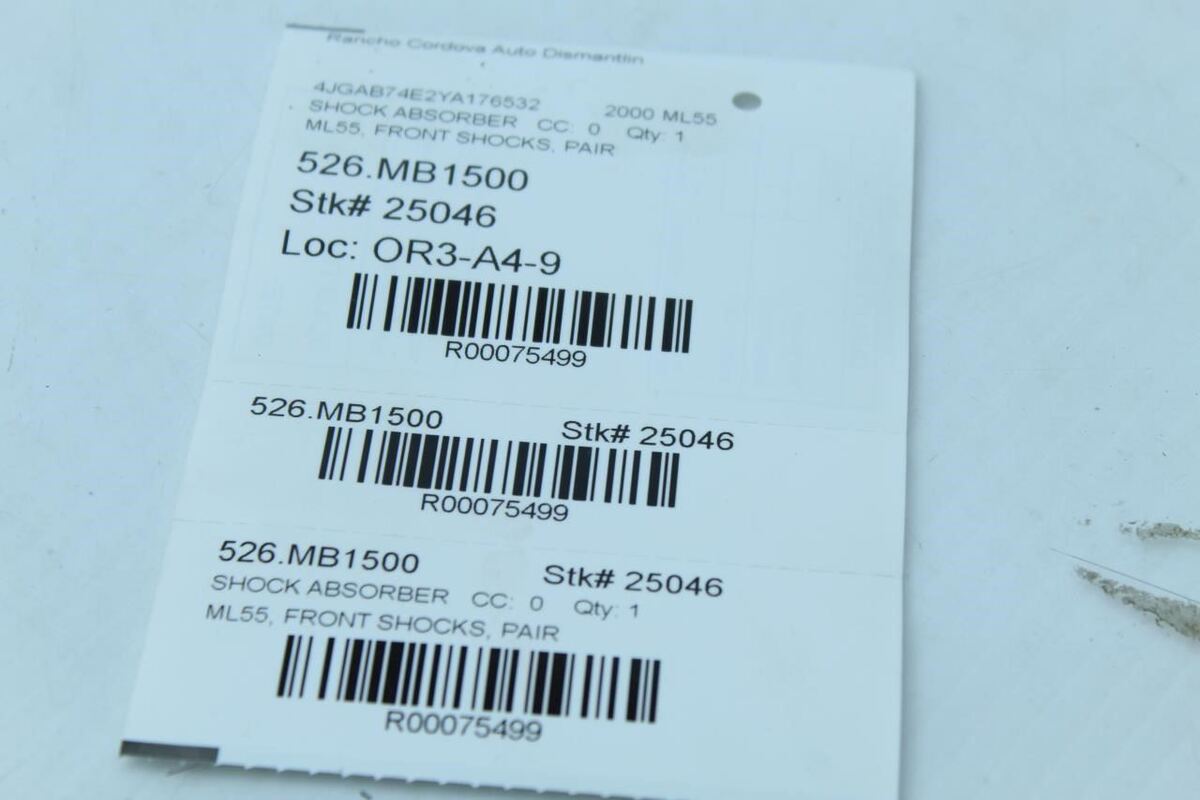 Rancho Cordova Auto Dismantlin
4JGAB74E2YA176532 2000 ML55
SHOCK ABSORBER CC: 0 Qty: 1
ML55, FRONT SHOCKS, PAIR
526.MB1500
Stk# 25046
Loc: OR3-A4-9
R00075499
526.MB1500 Stk# 25046
R00075499
526.MB1500 Stk# 25046
SHOCK ABSORBER CC: 0 Qty: 1
ML55, FRONT SHOCKS, PAIR
R00075499